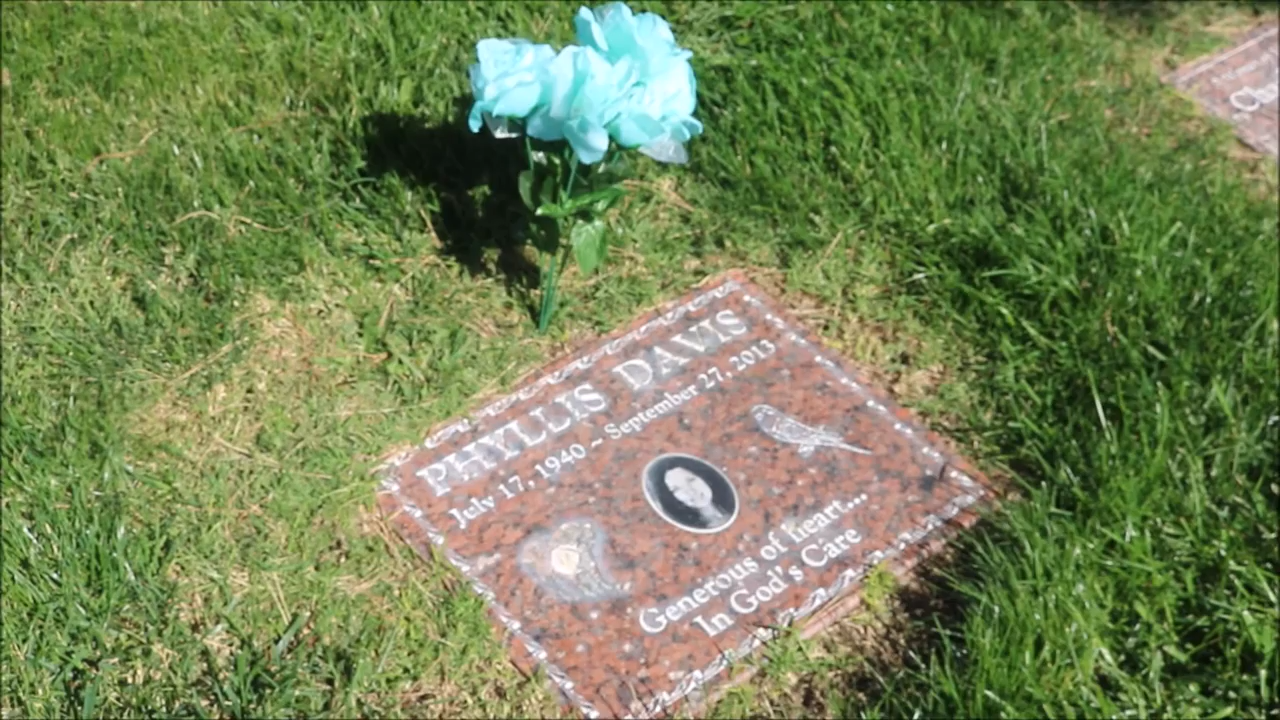 PHYLLIS DAVIS
July 17, 1940 ~ September 27, 2013
Generous of heart...
In God's Care